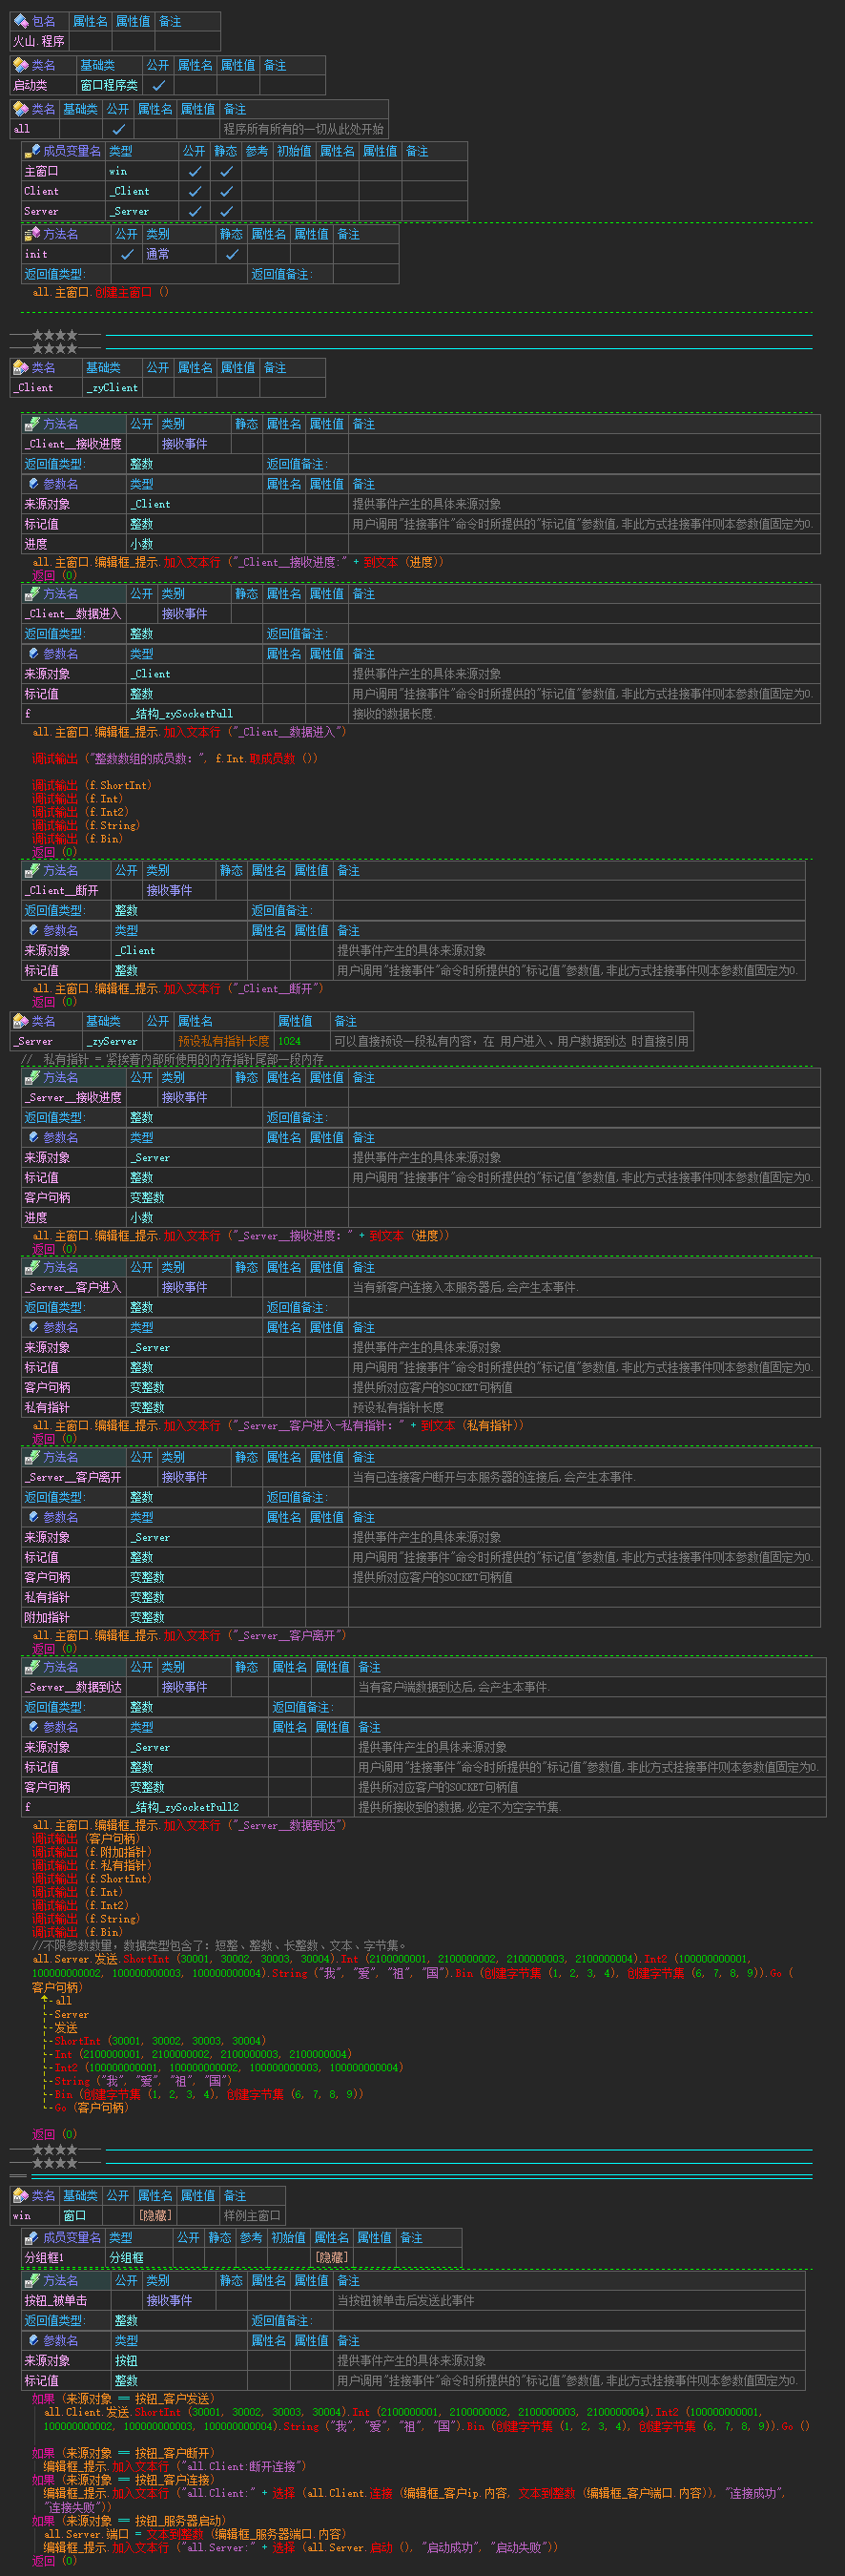 包名 属性名 属性值 备注
火山.程序
类名 基础类 公开 属性名 属性值 备注
启动类 窗口程序类 ✓
类名 基础类 公开 属性名 属性值 备注
all ✓ 程序所有所有的一切从此处开始
成员变量名 类型 公开 静态 参考 初始值 属性名 属性值 备注
主窗口 win ✓ ✓
Client _Client ✓ ✓
Server _Server ✓ ✓
方法名 公开 类别 静态 属性名 属性值 备注
init ✓ 通常 ✓
返回值类型: 返回值备注:
all.主窗口.创建主窗口 ()
★★★★
★★★★
类名 基础类 公开 属性名 属性值 备注
_Client _zyClient
方法名 公开 类别 静态 属性名 属性值 备注
_Client__接收进度 接收事件
返回值类型: 整数 返回值备注:
参数名 类型 属性名 属性值 备注
来源对象 _Client 提供事件产生的具体来源对象
标记值 整数 用户调用"挂接事件"命令时所提供的"标记值"参数值,非此方式挂接事件则本参数值固定为0.
进度 小数
all.主窗口.编辑框_提示.加入文本行 ("_Client__接收进度:" + 到文本 (进度))
返回 (0)
方法名 公开 类别 静态 属性名 属性值 备注
_Client__数据进入 接收事件
返回值类型: 整数 返回值备注:
参数名 类型 属性名 属性值 备注
来源对象 _Client 提供事件产生的具体来源对象
标记值 整数 用户调用"挂接事件"命令时所提供的"标记值"参数值,非此方式挂接事件则本参数值固定为0.
f _结构_zySocketPull 接收的数据长度.
all.主窗口.编辑框_提示.加入文本行 ("_Client__数据进入")
调试输出 ("整数数组的成员数: ", f.Int.取成员数 ())
调试输出 (f.ShortInt)
调试输出 (f.Int)
调试输出 (f.Int2)
调试输出 (f.String)
调试输出 (f.Bin)
返回 (0)
方法名 公开 类别 静态 属性名 属性值 备注
_Client__断开 接收事件
返回值类型: 整数 返回值备注:
参数名 类型 属性名 属性值 备注
来源对象 _Client 提供事件产生的具体来源对象
标记值 整数 用户调用"挂接事件"命令时所提供的"标记值"参数值,非此方式挂接事件则本参数值固定为0.
all.主窗口.编辑框_提示.加入文本行 ("_Client__断开")
返回 (0)
类名 基础类 公开 属性名 属性值 备注
_Server _zyServer 预设私有指针长度 1024 可以直接预设一段私有内容，在 用户进入、用户数据到达 时直接引用
// 私有指针 = 紧挨着内部所使用的内存指针尾部一段内存
方法名 公开 类别 静态 属性名 属性值 备注
_Server__接收进度 接收事件
返回值类型: 整数 返回值备注:
参数名 类型 属性名 属性值 备注
来源对象 _Server 提供事件产生的具体来源对象
标记值 整数 用户调用"挂接事件"命令时所提供的"标记值"参数值,非此方式挂接事件则本参数值固定为0.
客户句柄 变整数
进度 小数
all.主窗口.编辑框_提示.加入文本行 ("_Server__接收进度: " + 到文本 (进度))
返回 (0)
方法名 公开 类别 静态 属性名 属性值 备注
_Server__客户进入 接收事件 当有新客户连接入本服务器后,会产生本事件.
返回值类型: 整数 返回值备注:
参数名 类型 属性名 属性值 备注
来源对象 _Server 提供事件产生的具体来源对象
标记值 整数 用户调用"挂接事件"命令时所提供的"标记值"参数值,非此方式挂接事件则本参数值固定为0.
客户句柄 变整数 提供所对应客户的SOCKET句柄值
私有指针 变整数 预设私有指针长度
all.主窗口.编辑框_提示.加入文本行 ("_Server__客户进入-私有指针: " + 到文本 (私有指针))
返回 (0)
方法名 公开 类别 静态 属性名 属性值 备注
_Server__客户离开 接收事件 当有已连接客户断开与本服务器的连接后,会产生本事件.
返回值类型: 整数 返回值备注:
参数名 类型 属性名 属性值 备注
来源对象 _Server 提供事件产生的具体来源对象
标记值 整数 用户调用"挂接事件"命令时所提供的"标记值"参数值,非此方式挂接事件则本参数值固定为0.
客户句柄 变整数 提供所对应客户的SOCKET句柄值
私有指针 变整数
附加指针 变整数
all.主窗口.编辑框_提示.加入文本行 ("_Server__客户离开")
返回 (0)
方法名 公开 类别 静态 属性名 属性值 备注
_Server__数据到达 接收事件 当有客户端数据到达后,会产生本事件.
返回值类型: 整数 返回值备注:
参数名 类型 属性名 属性值 备注
来源对象 _Server 提供事件产生的具体来源对象
标记值 整数 用户调用"挂接事件"命令时所提供的"标记值"参数值,非此方式挂接事件则本参数值固定为0.
客户句柄 变整数 提供所对应客户的SOCKET句柄值
f _结构_zySocketPull2 提供所接收到的数据,必定不为空字节集.
all.主窗口.编辑框_提示.加入文本行 ("_Server__数据到达")
调试输出 (客户句柄)
调试输出 (f.附加指针)
调试输出 (f.私有指针)
调试输出 (f.ShortInt)
调试输出 (f.Int)
调试输出 (f.Int2)
调试输出 (f.String)
调试输出 (f.Bin)
//不限参数数量，数据类型包含了：短整、整数、长整数、文本、字节集。
all.Server.发送.ShortInt (30001, 30002, 30003, 30004).Int (2100000001, 2100000002, 2100000003, 2100000004).Int2 (100000000001,
100000000002, 100000000003, 100000000004).String ("我", "爱", "祖", "国").Bin (创建字节集 (1, 2, 3, 4), 创建字节集 (6, 7, 8, 9)).Go (
客户句柄)
all
Server
发送
ShortInt (30001, 30002, 30003, 30004)
Int (2100000001, 2100000002, 2100000003, 2100000004)
Int2 (100000000001, 100000000002, 100000000003, 100000000004)
String ("我", "爱", "祖", "国")
Bin (创建字节集 (1, 2, 3, 4), 创建字节集 (6, 7, 8, 9))
Go (客户句柄)
返回 (0)
★★★★
★★★★
类名 基础类 公开 属性名 属性值 备注
win 窗口 [隐藏] 样例主窗口
成员变量名 类型 公开 静态 参考 初始值 属性名 属性值 备注
分组框1 分组框 [隐藏]
方法名 公开 类别 静态 属性名 属性值 备注
按钮_被单击 接收事件 当按钮被单击后发送此事件
返回值类型: 整数 返回值备注:
参数名 类型 属性名 属性值 备注
来源对象 按钮 提供事件产生的具体来源对象
标记值 整数 用户调用"挂接事件"命令时所提供的"标记值"参数值,非此方式挂接事件则本参数值固定为0.
如果 (来源对象 == 按钮_客户发送)
all.Client.发送.ShortInt (30001, 30002, 30003, 30004).Int (2100000001, 2100000002, 2100000003, 2100000004).Int2 (100000000001,
100000000002, 100000000003, 100000000004).String ("我", "爱", "祖", "国").Bin (创建字节集 (1, 2, 3, 4), 创建字节集 (6, 7, 8, 9)).Go ()
如果 (来源对象 == 按钮_客户断开)
编辑框_提示.加入文本行 ("all.Client:断开连接")
如果 (来源对象 == 按钮_客户连接)
编辑框_提示.加入文本行 ("all.Client:" + 选择 (all.Client.连接 (编辑框_客户ip.内容, 文本到整数 (编辑框_客户端口.内容)), "连接成功",
"连接失败"))
如果 (来源对象 == 按钮_服务器启动)
all.Server.端口 = 文本到整数 (编辑框_服务器端口.内容)
编辑框_提示.加入文本行 ("all.Server:" + 选择 (all.Server.启动 (), "启动成功", "启动失败"))
返回 (0)